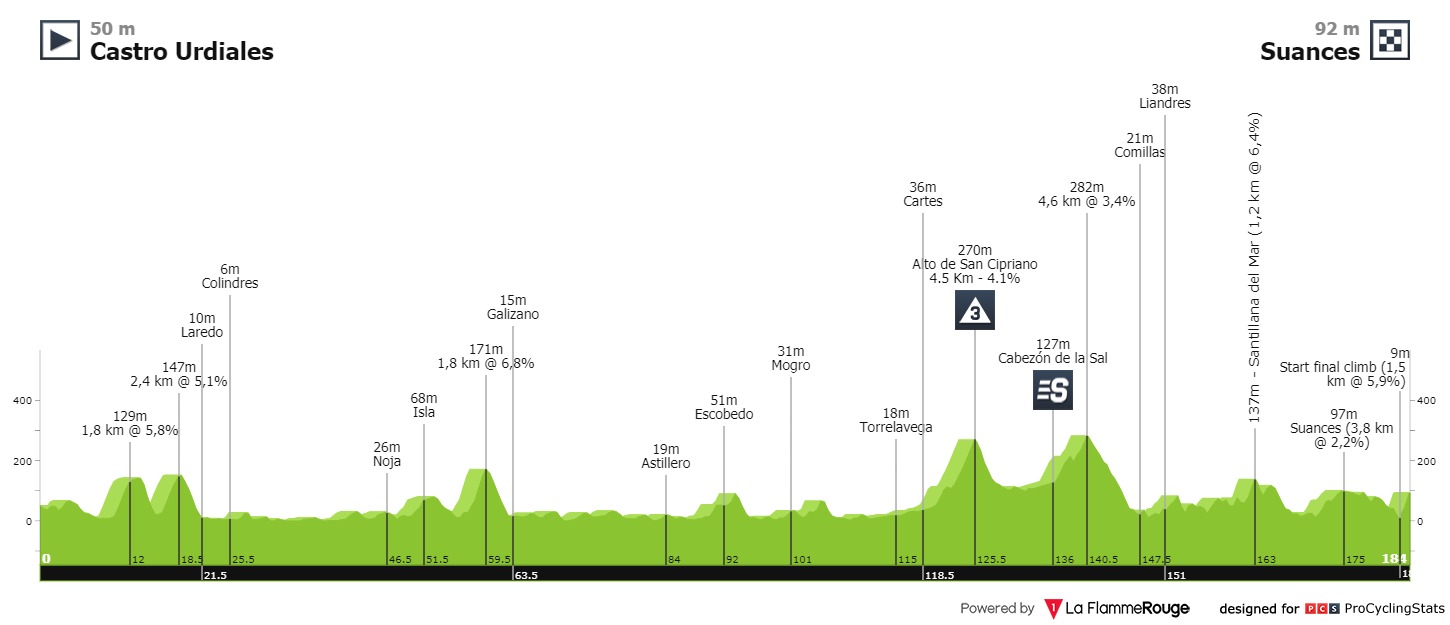 50 m
Castro Urdiales
92 m
Suances
38m
Liandres
21m
Comillas
137m - Santillana del Mar (1,2 km @ 6,4%)
36m
Cartes
282m
4,6 km @ 3,4%
270m
Alto de San Cipriano
4.5 Km - 4.1%
3
6m
Colindres
15m
Galizano
10m
Laredo
127m
Cabezón de la Sal
S
171m
1,8 km @ 6,8%
31m
Mogro
9m
Start final climb (1,5
km @ 5,9%)
147m
2,4 km @ 5,1%
68m
Isla
51m
Escobedo
129m
1,8 km @ 5,8%
18m
Torrelavega
97m
Suances (3,8 km
@ 2,2%)
26m
Noja
19m
Astillero
400
200
0
400
200
0
0
12
18.5
25.5
46.5
51.5
59.5
84
92
101
115
125.5
136
140.5
147.5
163
175
184
21.5
63.5
118.5
151
Powered by 1 La FlammeRouge designed for PCS ProCyclingStats